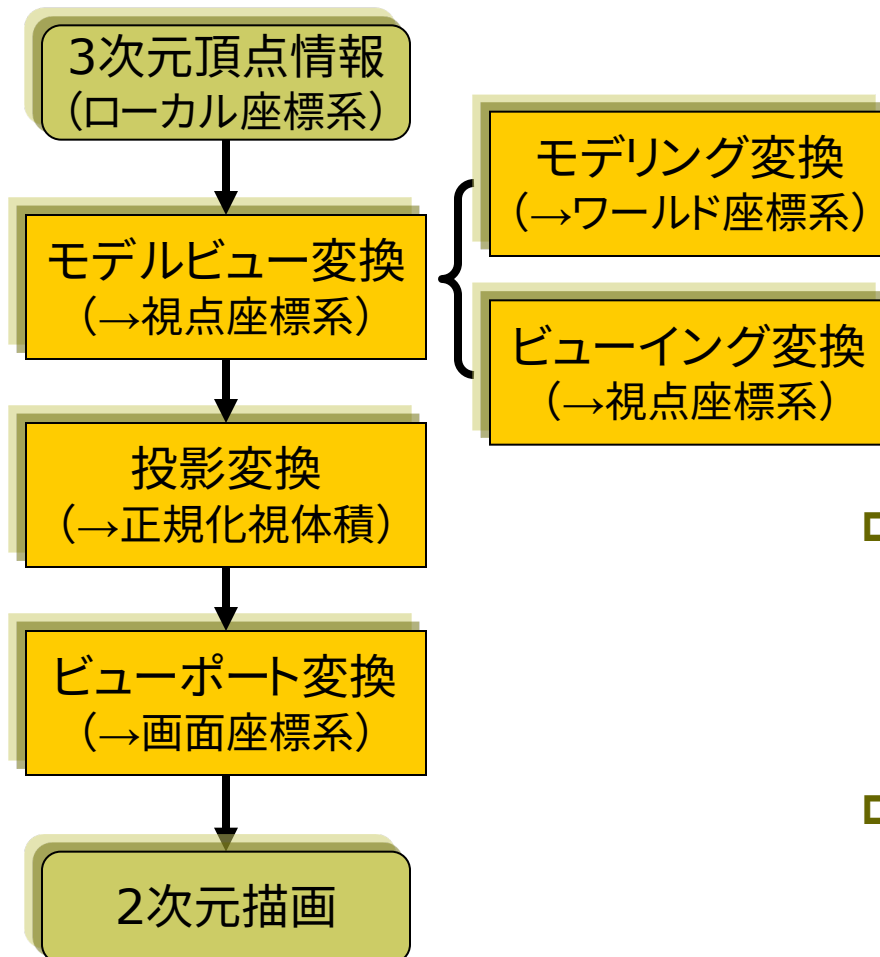 3次元頂点情報
（ローカル座標系）
モデルビュー変換
（→視点座標系）
モデリング変換
（→ワールド座標系）
ビューイング変換
（→視点座標系）
投影変換
（→正規化視体積）
ビューポート変換
（→画面座標系）
2次元描画